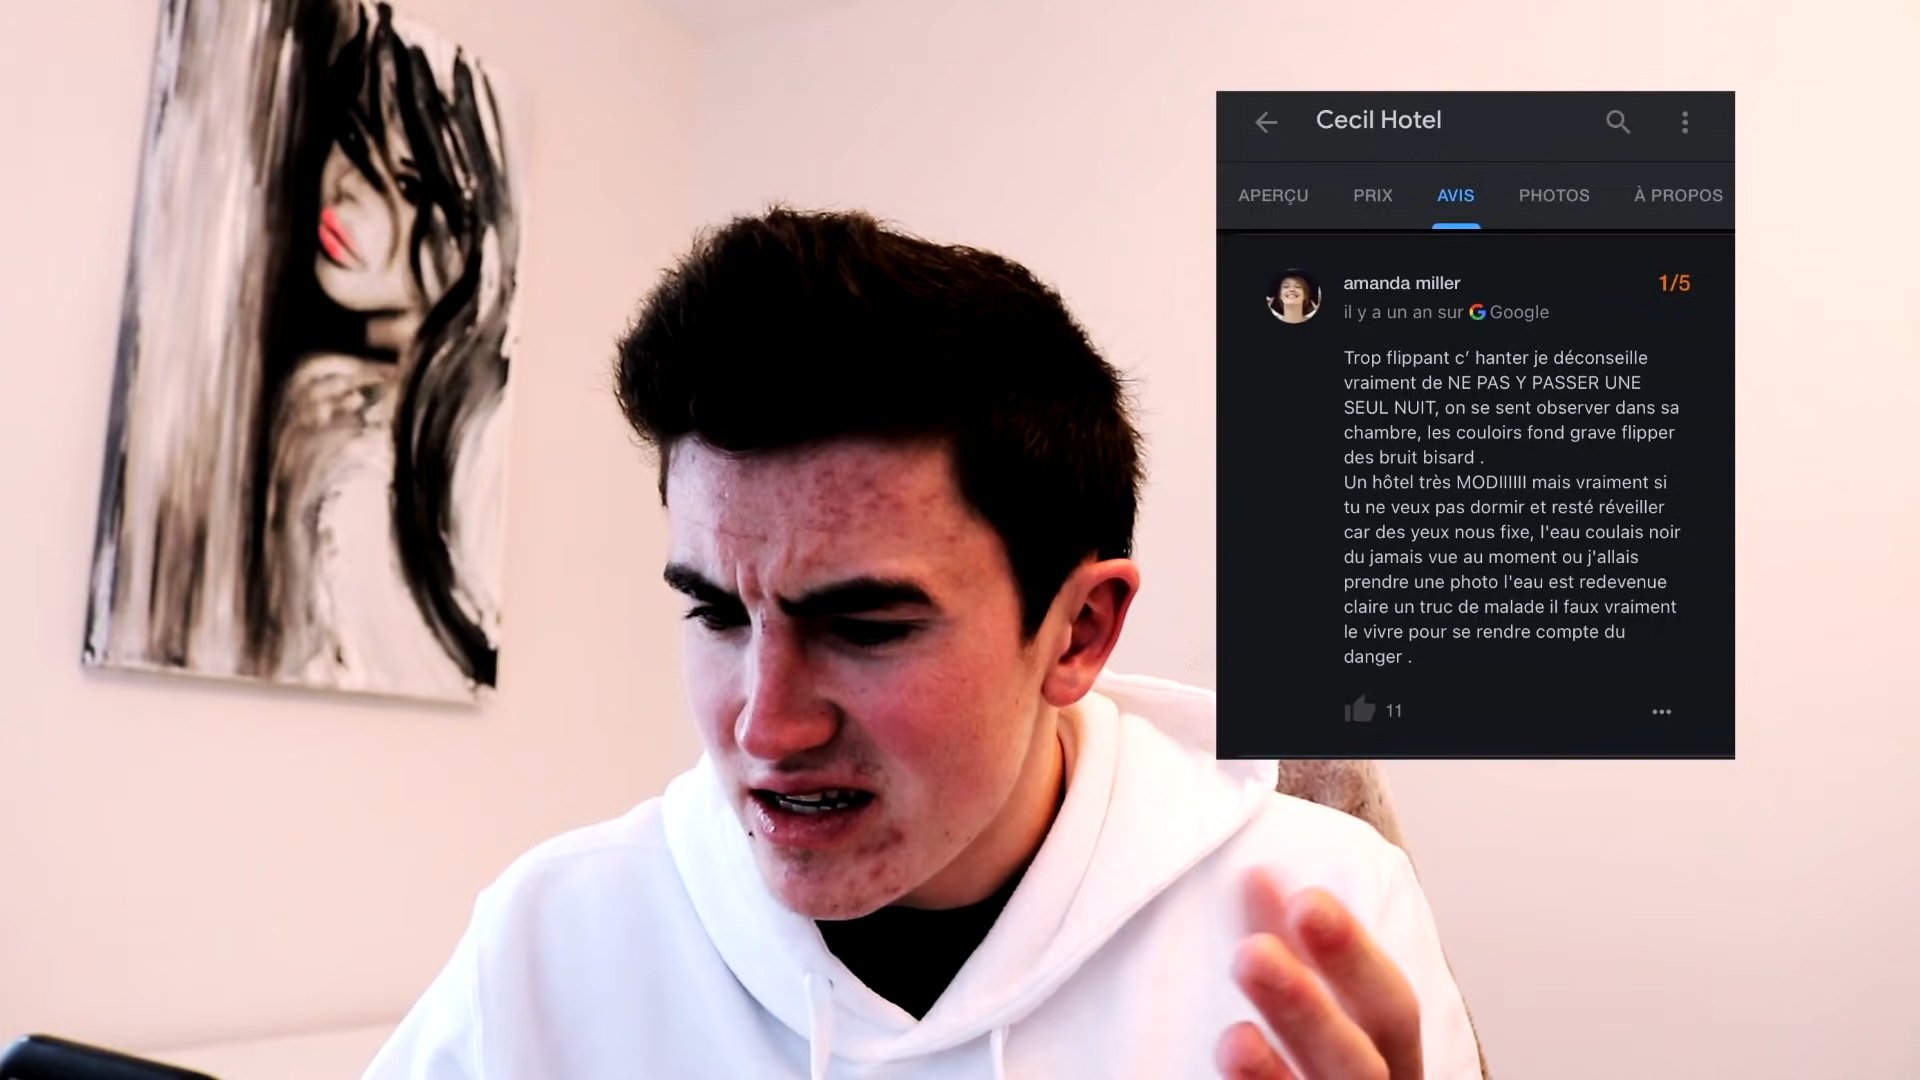 Cecil Hotel
APERÇU PRIX AVIS PHOTOS À PROPOS
amanda miller 1/5
il y a un an sur Google
Trop flippant c’ hanter je déconseille
vraiment de NE PAS Y PASSER UNE
SEUL NUIT, on se sent observer dans sa
chambre, les couloirs fond grave flipper
des bruit bisard .
Un hôtel très MODIIIIII mais vraiment si
tu ne veux pas dormir et resté réveiller
car des yeux nous fixe, l'eau coulais noir
du jamais vue au moment ou j'allais
prendre une photo l'eau est redevenue
claire un truc de malade il faux vraiment
le vivre pour se rendre compte du
danger .
11